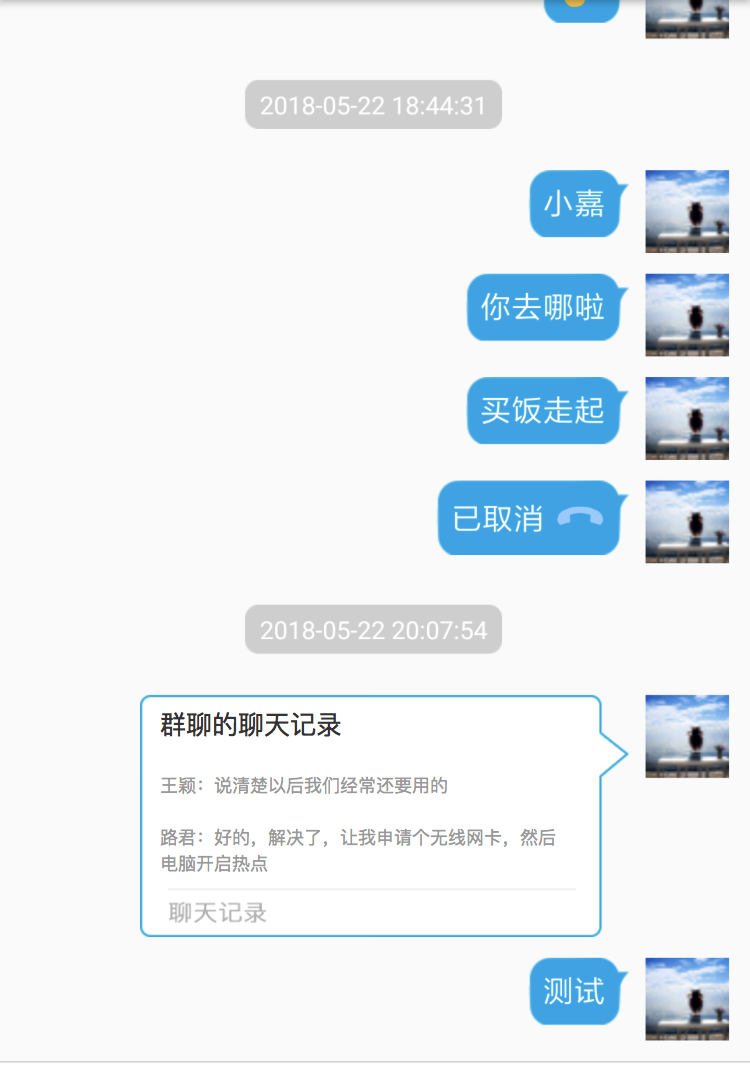 2018-05-22 18:44:31
小嘉
你去哪啦
买饭走起
已取消
2018-05-22 20:07:54
群聊的聊天记录
王颖：说清楚以后我们经常还要用的
路君：好的，解决了，让我申请个无线网卡，然后
电脑开启热点
聊天记录
测试